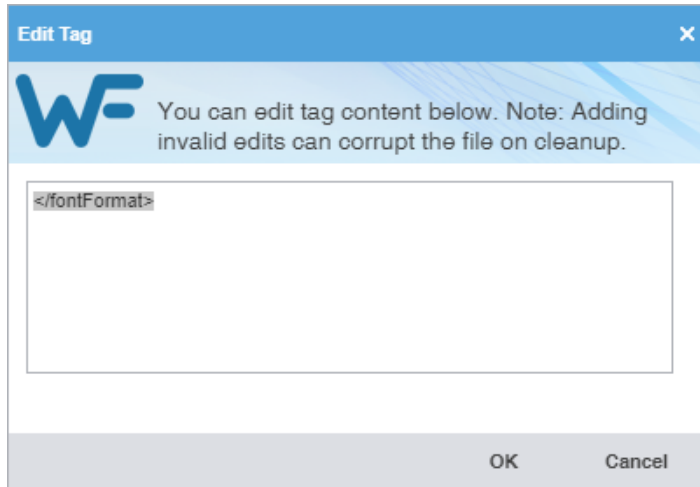 Edit Tag
WF
You can edit tag content below. Note: Adding
invalid edits can corrupt the file on cleanup.
</fontFormat>
OK Cancel